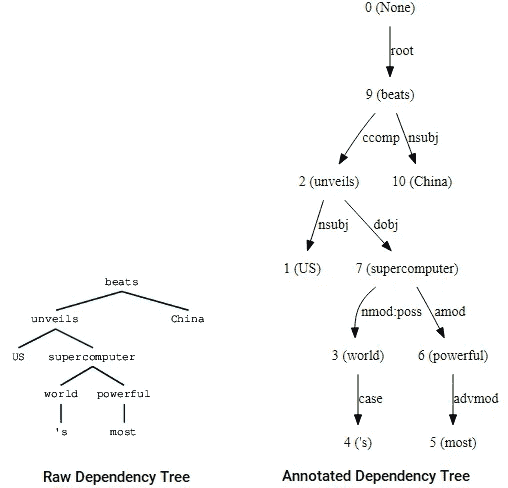 0 (None)
root
9 (beats)
ccomp nsubj
2 (unveils) 10 (China)
nsubj dobj
1 (US) 7 (supercomputer)
nmod:poss amod
3 (world) 6 (powerful)
case advmod
4 ('s) 5 (most)
beats
unveils China
US supercomputer
world powerful
's most
Raw Dependency Tree
Annotated Dependency Tree